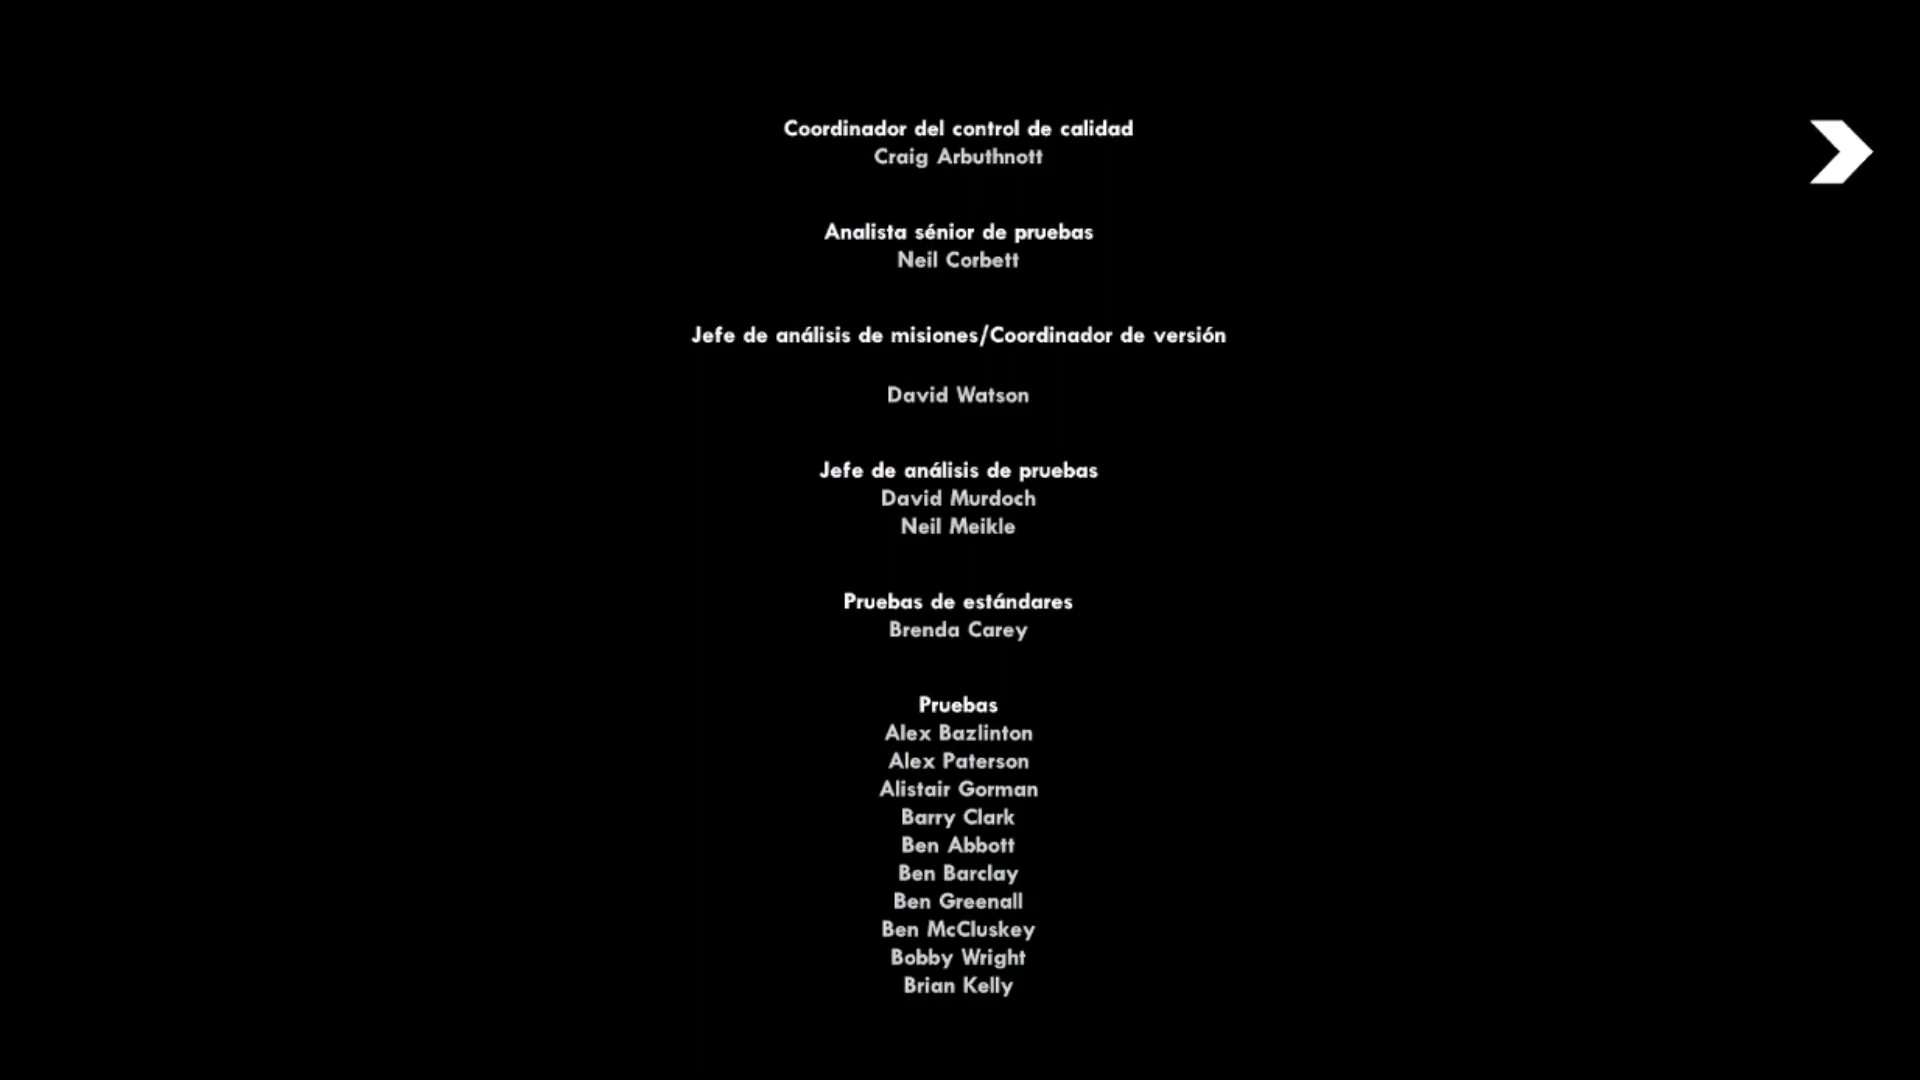 Coordinador del control de calidad
Craig Arbuthnott
Analista sénior de pruebas
Neil Corbett
Jefe de análisis de misiones/Coordinador de versión
David Watson
Jefe de análisis de pruebas
David Murdoch
Neil Meikle
Pruebas de estándares
Brenda Carey
Pruebas
Alex Bazlinton
Alex Paterson
Alistair Gorman
Barry Clark
Ben Abbott
Ben Barclay
Ben Greenall
Ben McCluskey
Bobby Wright
Brian Kelly